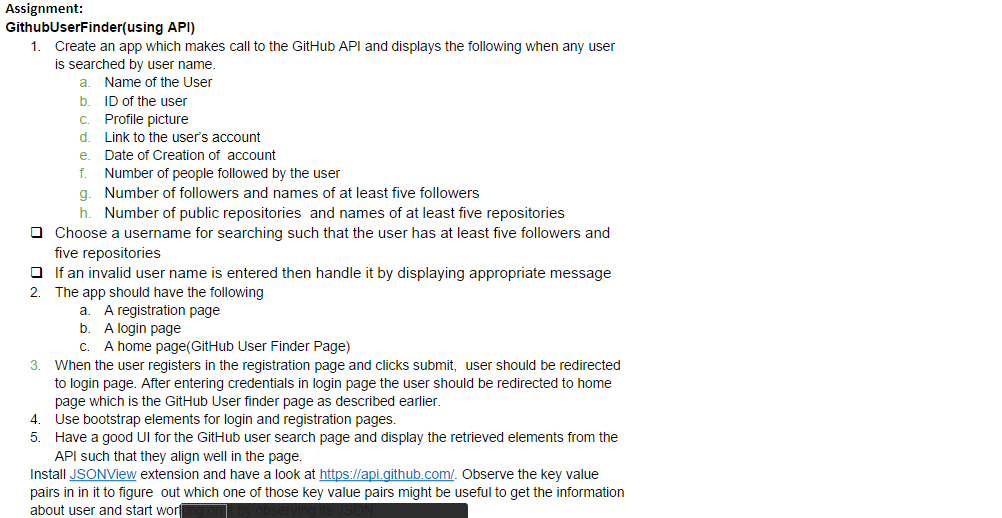 Assignment:
GithubUserFinder(using API)
1. Create an app which makes call to the GitHub API and displays the following when any user
is searched by user name.
a. Name of the User
b. ID of the user
c. Profile picture
d. Link to the user's account
e. Date of Creation of account
f. Number of people followed by the user
g. Number of followers and names of at least five followers
h. Number of public repositories and names of at least five repositories
❑ Choose a username for searching such that the user has at least five followers and
five repositories
❑ If an invalid user name is entered then handle it by displaying appropriate message
2. The app should have the following
a. A registration page
b. A login page
c. A home page(GitHub User Finder Page)
3. When the user registers in the registration page and clicks submit, user should be redirected
to login page. After entering credentials in login page the user should be redirected to home
page which is the GitHub User finder page as described earlier.
4. Use bootstrap elements for login and registration pages.
5. Have a good UI for the GitHub user search page and display the retrieved elements from the
API such that they align well in the page.
Install JSONView extension and have a look at https://api.github.com/. Observe the key value
pairs in in it to figure out which one of those key value pairs might be useful to get the information
about user and start working on it by observing its JSON.